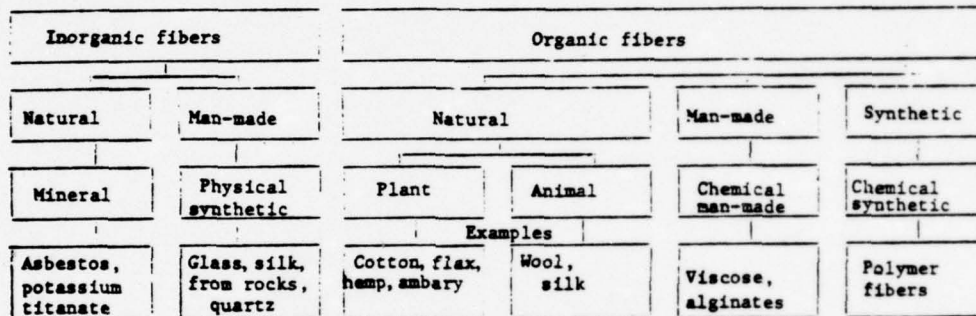 Inorganic fibers
Organic fibers
Natural
Man-made
Natural
Man-made
Synthetic
Mineral
Physical
synthetic
Plant
Animal
Chemical
man-made
Chemical
synthetic
Examples
Asbestos,
potassium
titanate
Glass, silk,
from rocks,
quartz
Cotton, flax,
hemp, ambary
Wool,
silk
Viscose,
alginates
Polymer
fibers